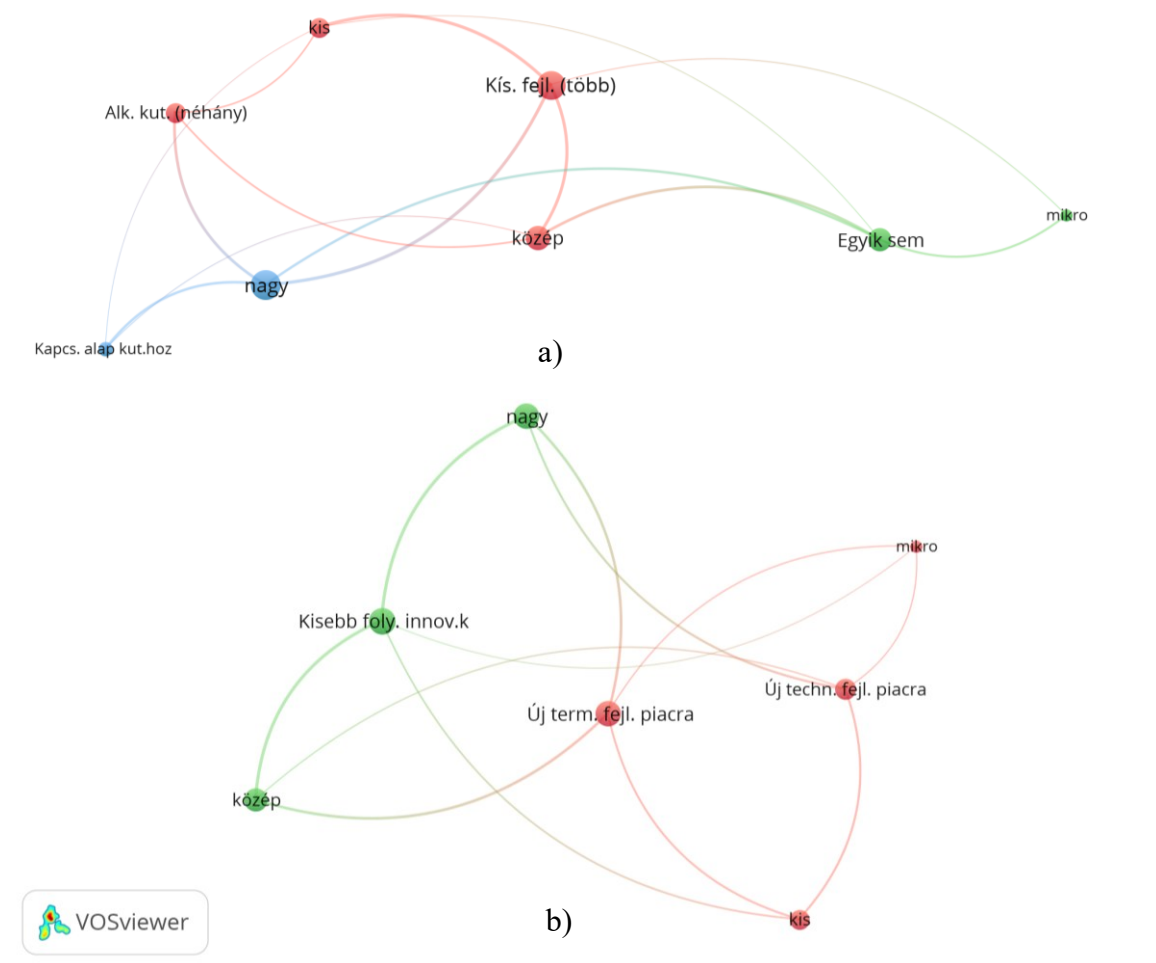 kis
Kís. fejl. (több)
Alk. kut. (néhány)
mikro
közép
Egyik sem
nagy
Kapcs. alap kut.hoz
a)
nagy
mikro
Kisebb foly. innov.k
Új techn. fejl. piacra
Új term. fejl. piacra
közép
kis
b)
VOSviewer